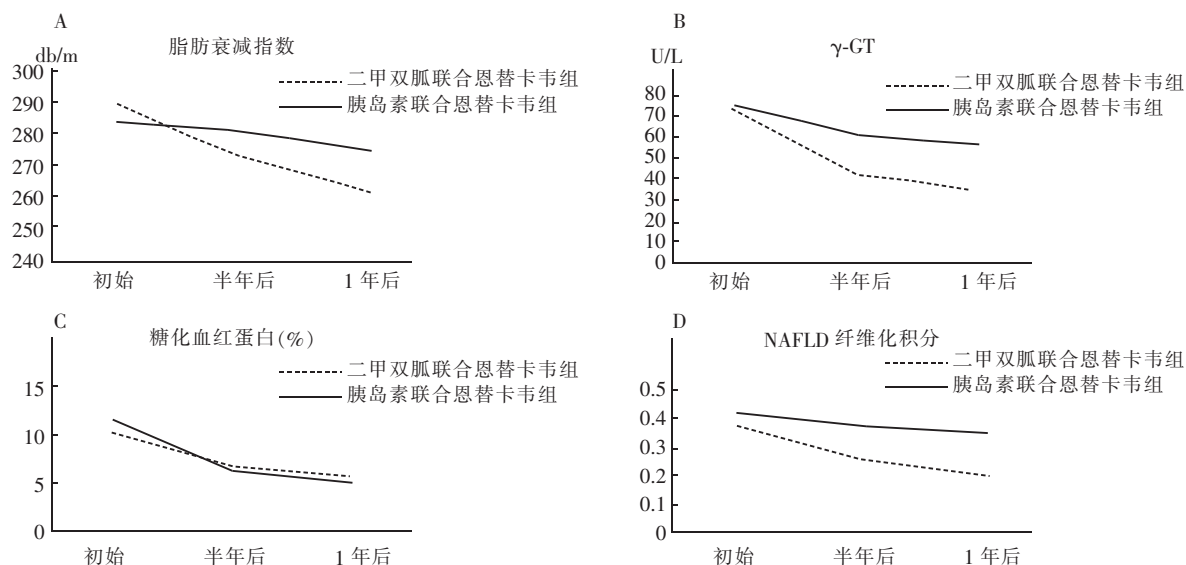 A
脂肪衰减指数
db/m
300
290
280
270
260
250
240
二甲双胍联合恩替卡韦组
胰岛素联合恩替卡韦组
初始
半年后
1 年后
B
γ-GT
U/L
80
70
60
50
40
30
20
10
0
二甲双胍联合恩替卡韦组
胰岛素联合恩替卡韦组
初始
半年后
1 年后
C
糖化血红蛋白(%)
15
10
5
0
二甲双胍联合恩替卡韦组
胰岛素联合恩替卡韦组
初始
半年后
1 年后
D
NAFLD 纤维化积分
0.5
0.4
0.3
0.2
0.1
0
二甲双胍联合恩替卡韦组
胰岛素联合恩替卡韦组
初始
半年后
1 年后